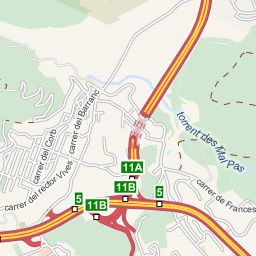 torrent des Mal Pas
carrer del Barranc
carrer del Corb
carrer del rector Vives
11A
11B
5
5
11B
carrer de Frances